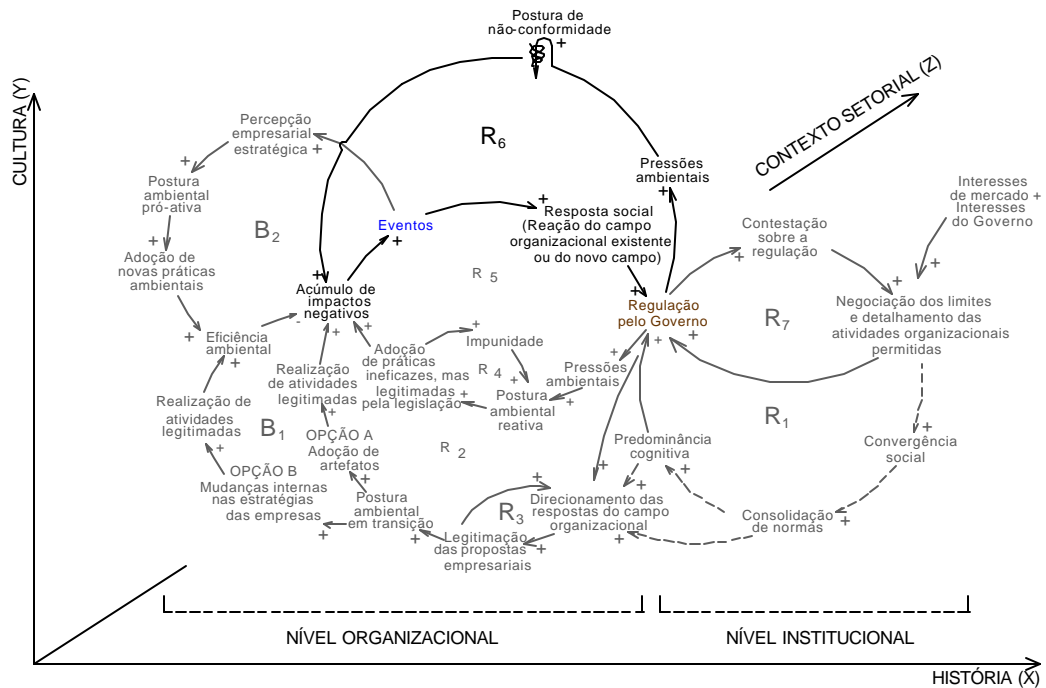 Postura de
não-conformidade
+
CULTURA (Y)
CONTEXTO SETORIAL (Z)
Percepção
empresarial
estratégica +
R6
+
Postura
ambiental
pró-ativa
Pressões
ambientais
+
Interesses
de mercado +
Interesses
do Governo
+
Eventos
+
+
Resposta social
(Reação do campo
organizacional existente
ou do novo campo)
Contestação
sobre a
regulação
+
B2
+
Adoção de
novas práticas
ambientais
R 5
+
Acúmulo de
impactos
negativos
+
+
+
Regulação
pelo Governo
+
+
+
Negociação dos limites
e detalhamento das
atividades organizacionais
permitidas
R7
+
Eficiência
ambiental
-
+
+
+
+
Impunidade
Adoção
de práticas
ineficazes, mas
legitimadas
pela legislação
+
R 4
+
+
Pressões
ambientais
+
Realização
de atividades
legitimadas
+
Postura
ambiental
reativa
Realização de
atividades
legitimadas
+
B1
OPÇÃO A
Adoção de
artefatos
+
R 2
Predominância
cognitiva
+
R1
+
Convergência
social
OPÇÃO B
Mudanças internas
nas estratégias
das empresas
+
Postura
ambiental
em transição
+
+
R3
+
+
Direcionamento das
respostas do campo
organizacional
+
Consolidação
de normas
+
Legitimação
das propostas
empresariais
+
NÍVEL ORGANIZACIONAL
NÍVEL INSTITUCIONAL
HISTÓRIA (X)